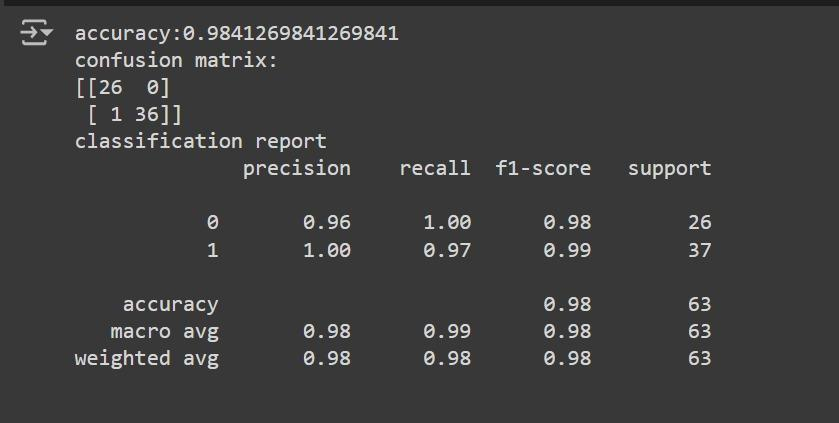 accuracy:0.9841269841269841
confusion matrix:
[[26  0]
 [ 1 36]]
classification report
              precision    recall  f1-score   support

           0       0.96      1.00      0.98        26
           1       1.00      0.97      0.99        37

    accuracy                           0.98        63
   macro avg       0.98      0.99      0.98        63
weighted avg       0.98      0.98      0.98        63